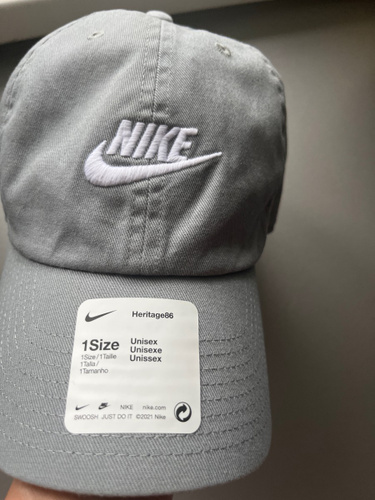 NIKE
Heritage86
1Size Unisex
1Size/1Taille Unisexe
1Talla/ Unissex
1Tamanho
NIKE nike.com
SWOOSH JUST DO IT ©2021 Nike